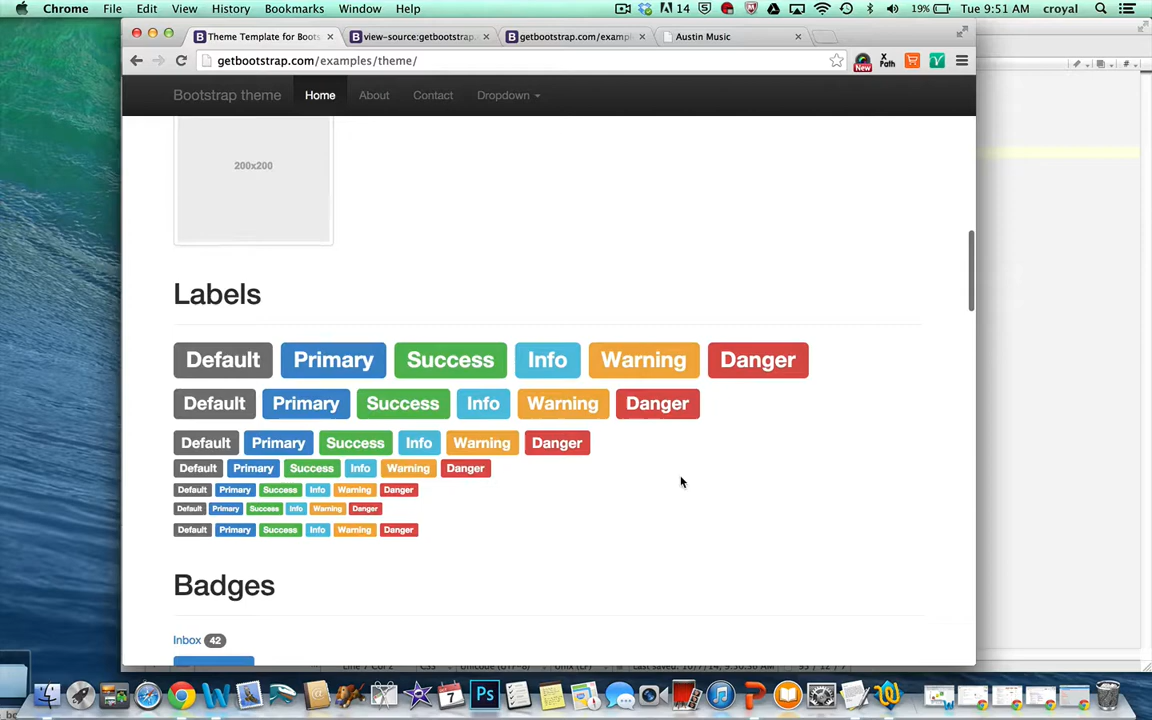 Chrome File Edit View History Bookmarks Window Help 14 19% Tue 9:51 AM croyal
Theme Template for Boots × view-source:getbootstrap. × getbootstrap.com/exampl × Austin Music ×
getbootstrap.com/examples/theme/ New X Path
Bootstrap theme Home About Contact Dropdown
200x200
Labels
Default Primary Success Info Warning Danger
Default Primary Success Info Warning Danger
Default Primary Success Info Warning Danger
Default Primary Success Info Warning Danger
Default Primary Success Info Warning Danger
Default Primary Success Info Warning Danger
Default Primary Success Info Warning Danger
Badges
Inbox 42
7 Ps